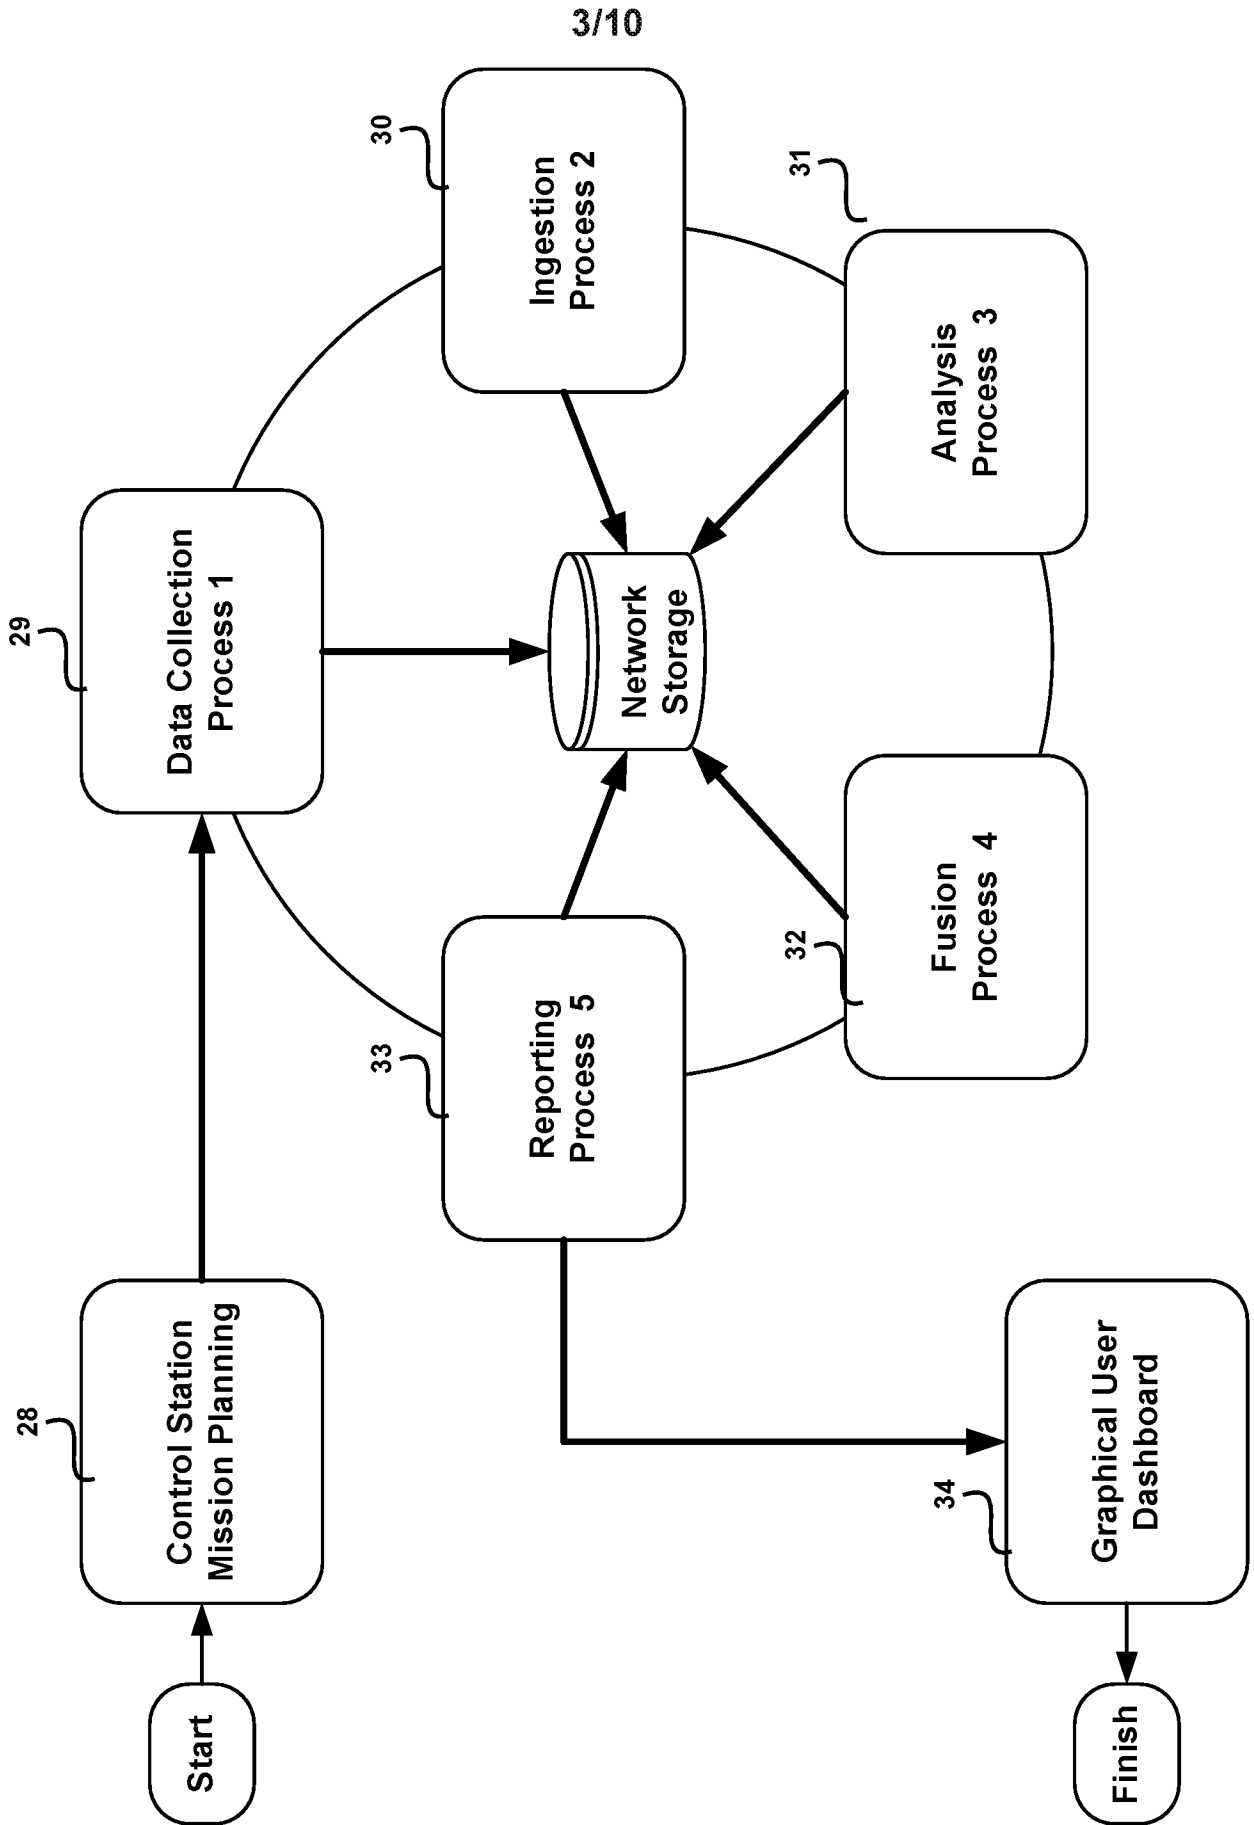 3/10
Start
28
Control Station
Mission Planning
29
Data Collection
Process 1
30
Ingestion
Process 2
31
Analysis
Process 3
32
Fusion
Process 4
33
Reporting
Process 5
Network
Storage
34
Graphical User
Dashboard
Finish